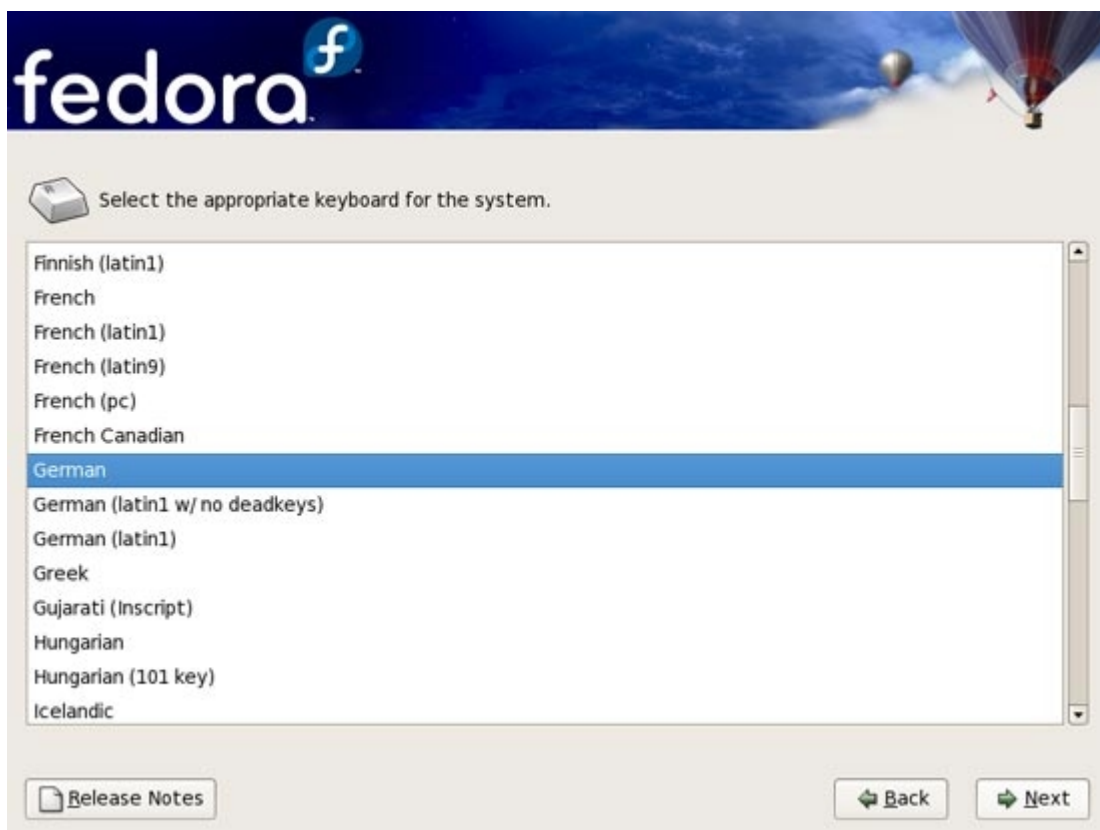 fedora
Select the appropriate keyboard for the system.
Finnish (latin1)
French
French (latin1)
French (latin9)
French (pc)
French Canadian
German
German (latin1 w/ no deadkeys)
German (latin1)
Greek
Gujarati (Inscript)
Hungarian
Hungarian (101 key)
Icelandic
Release Notes
Back
Next